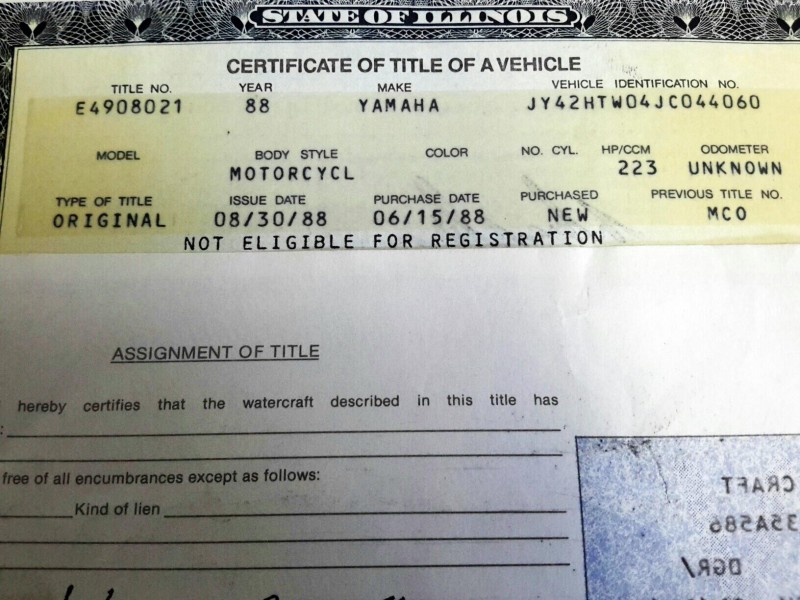 STATE OF ILLINOIS
CERTIFICATE OF TITLE OF A VEHICLE
TITLE NO. YEAR MAKE VEHICLE IDENTIFICATION NO.
E4908021 88 YAMAHA JY42HTW04JC044060
MODEL BODY STYLE COLOR NO. CYL. HP/CCM ODOMETER
MOTORCYCL 223 UNKNOWN
TYPE OF TITLE ISSUE DATE PURCHASE DATE PURCHASED PREVIOUS TITLE NO.
ORIGINAL 08/30/88 06/15/88 NEW MCO
NOT ELIGIBLE FOR REGISTRATION
ASSIGNMENT OF TITLE
hereby certifies that the watercraft described in this title has
free of all encumbrances except as follows:
Kind of lien
CRAFT
35A586
DGR/